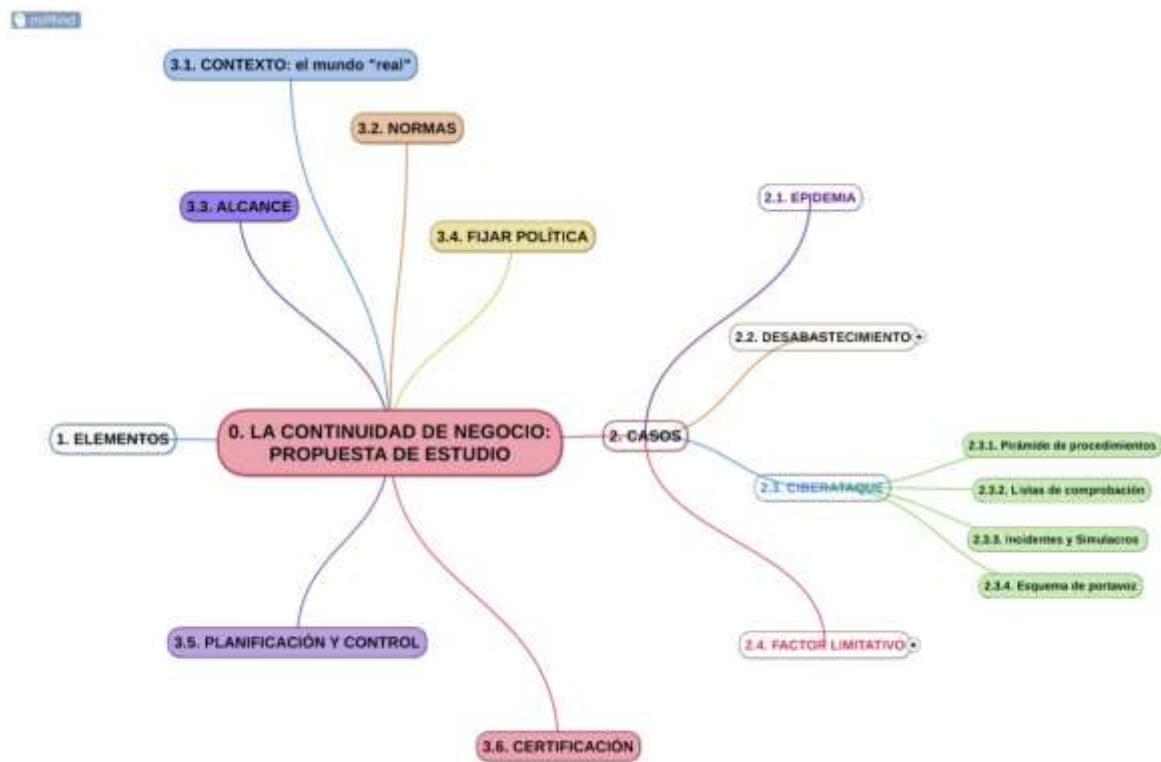 miMind
3.1. CONTEXTO: el mundo "real"
3.2. NORMAS
3.3. ALCANCE
3.4. FIJAR POLÍTICA
2.1. EPIDEMIA
2.2. DESABASTECIMIENTO
1. ELEMENTOS
0. LA CONTINUIDAD DE NEGOCIO:
PROPUESTA DE ESTUDIO
2. CASOS
2.3. CIBERATAQUE
2.3.1. Pirámide de procedimientos
2.3.2. Listas de comprobación
2.3.3. Incidentes y Simulacros
2.3.4. Esquema de portavoz
3.5. PLANIFICACIÓN Y CONTROL
2.4. FACTOR LIMITATIVO
3.6. CERTIFICACIÓN